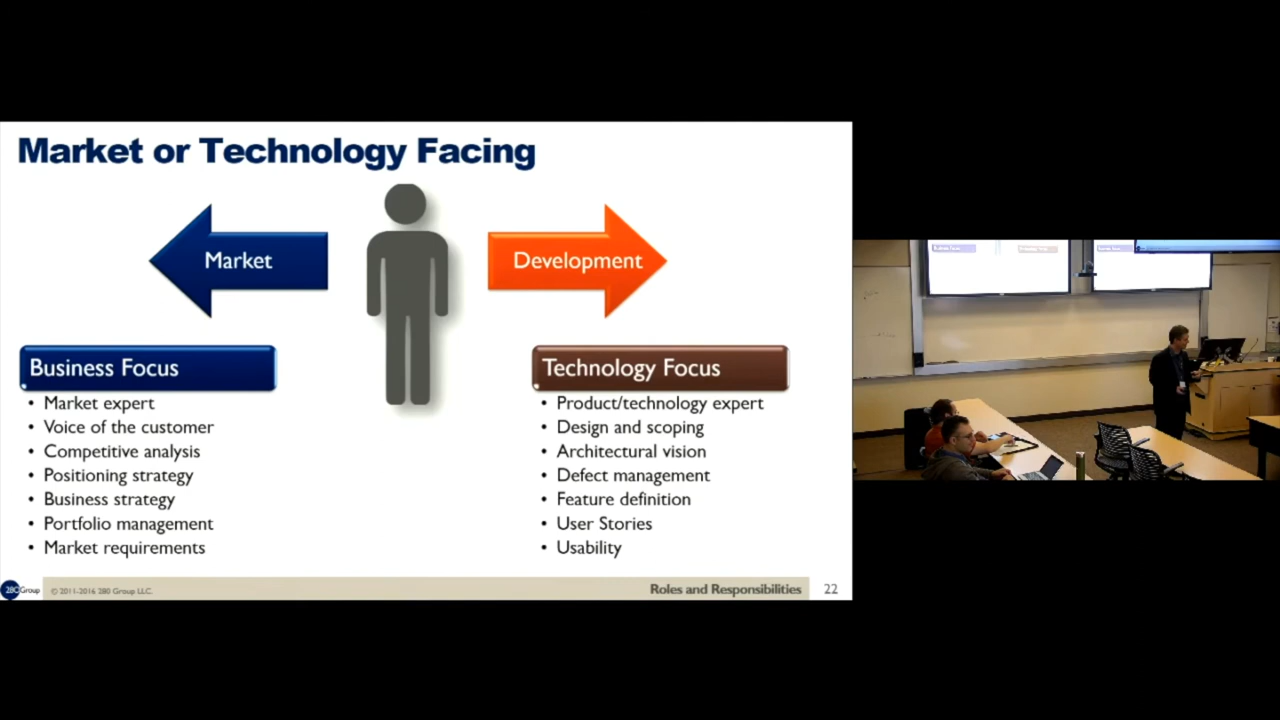 Market or Technology Facing
Market
Development
Business Focus
• Market expert
• Voice of the customer
• Competitive analysis
• Positioning strategy
• Business strategy
• Portfolio management
• Market requirements
Technology Focus
• Product/technology expert
• Design and scoping
• Architectural vision
• Defect management
• Feature definition
• User Stories
• Usability
280 Group
© 2011-2016 280 Group LLC.
Roles and Responsibilities
22